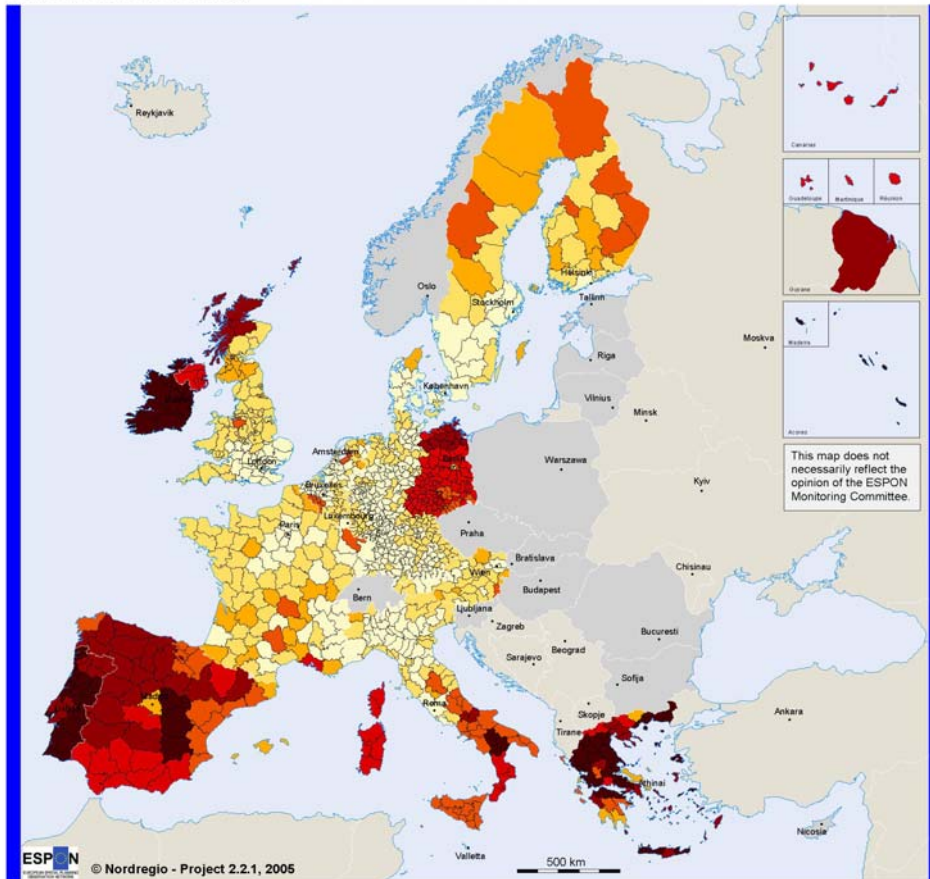 Reykjavik
Canarias
Guadeloupe
Martinique
Réunion
Guyane
Madeira
Acores
This map does not
necessarily reflect the
opinion of the ESPON
Monitoring Committee.
Oslo
Helsinki
Stockholm
Tallinn
Moskva
Riga
København
Vilnius
Minsk
London
Amsterdam
Berlin
Warszawa
Bruxelles
Kyiv
Luxembourg
Paris
Praha
Wien
Bratislava
Chisinau
Bern
Budapest
Ljubljana
Zagreb
Bucuresti
Beograd
Sarajevo
Sofija
Roma
Skopje
Tirane
Ankara
Athinai
Nicosia
Valletta
ESPON
© Nordregio - Project 2.2.1, 2005
500 km